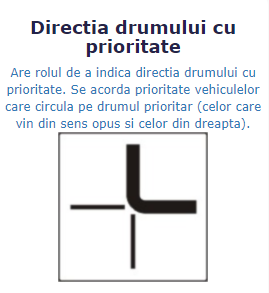 Directia drumului cu
prioritate
Are rolul de a indica directia drumului cu
prioritate. Se acorda prioritate vehiculelor
care circula pe drumul prioritar (celor care
vin din sens opus si celor din dreapta).